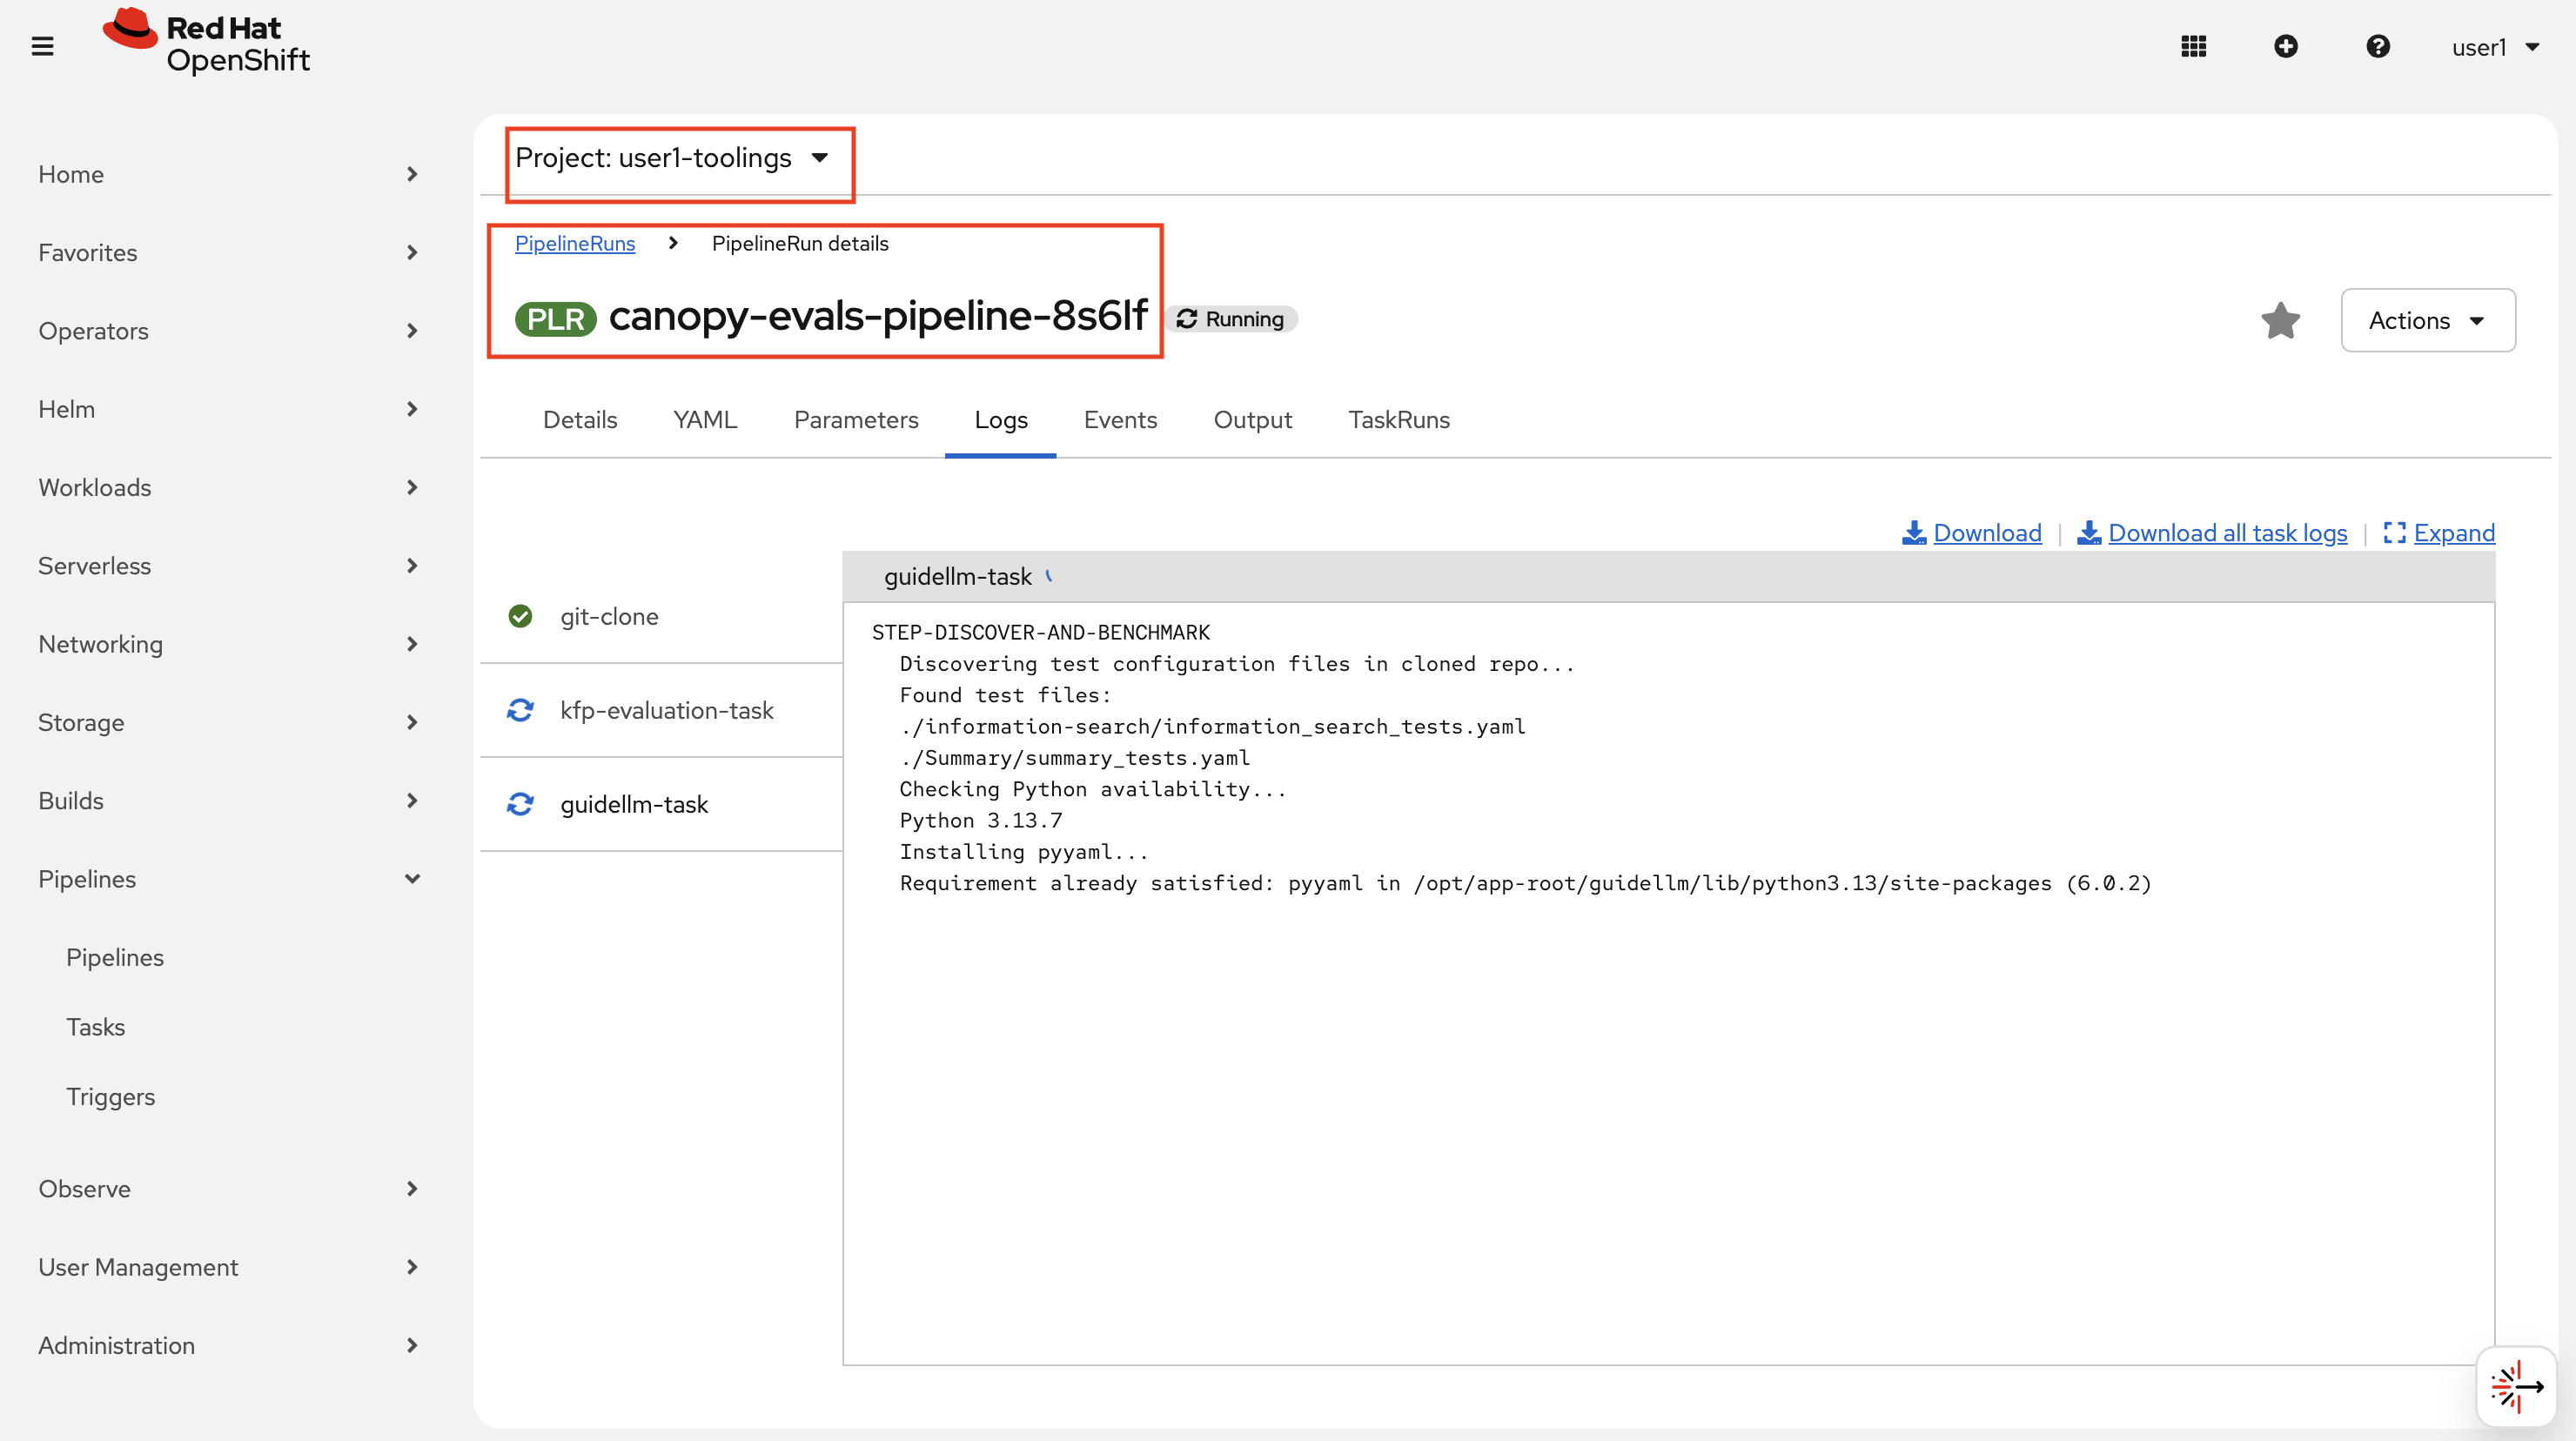 Red Hat
OpenShift
user1
Home
Favorites
Operators
Helm
Workloads
Serverless
Networking
Storage
Builds
Pipelines
Pipelines
Tasks
Triggers
Observe
User Management
Administration
Project: user1-toolings
PipelineRuns > PipelineRun details
PLR canopy-evals-pipeline-8s6lf Running
Actions
Details YAML Parameters Logs Events Output TaskRuns
Download | Download all task logs | Expand
git-clone
kfp-evaluation-task
guidellm-task
guidellm-task
STEP-DISCOVER-AND-BENCHMARK
Discovering test configuration files in cloned repo...
Found test files:
./information-search/information_search_tests.yaml
./Summary/summary_tests.yaml
Checking Python availability...
Python 3.13.7
Installing pyyaml...
Requirement already satisfied: pyyaml in /opt/app-root/guidellm/lib/python3.13/site-packages (6.0.2)